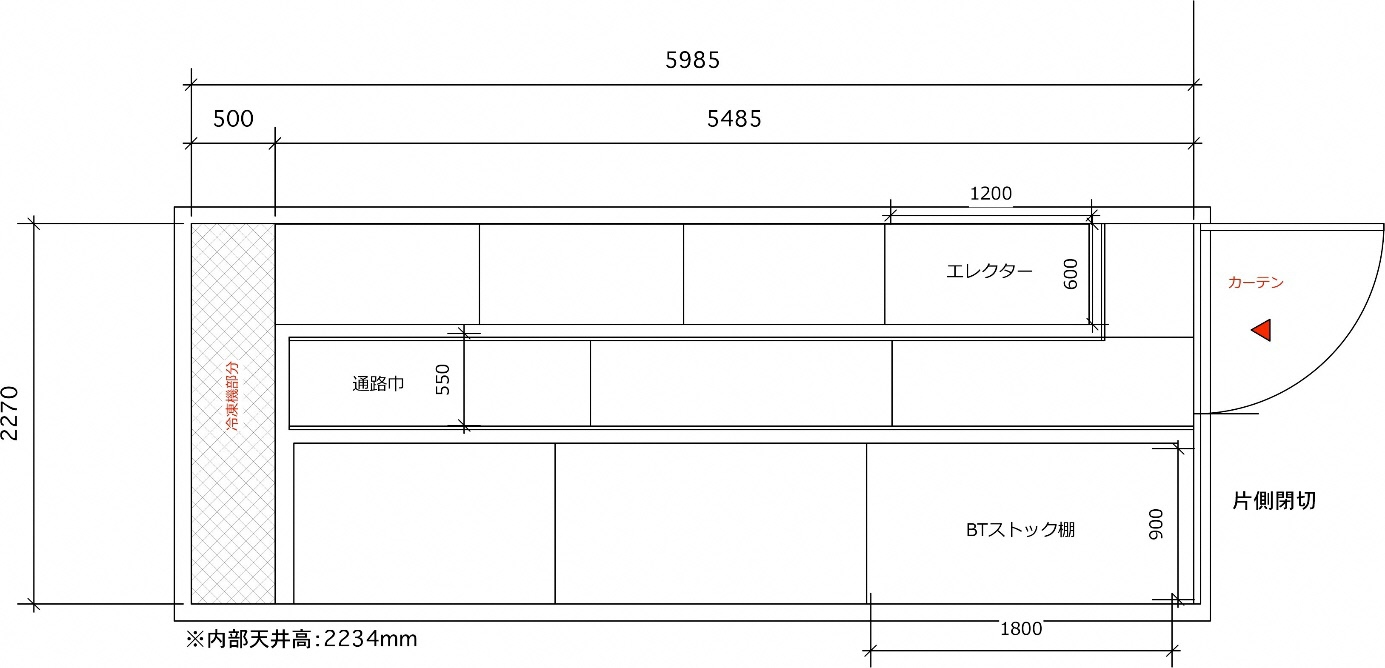 5985
500
5485
1200
エレクター
600
カーテン
2270
冷凍機部分
通路巾
550
片側閉切
BTストック棚
900
1800
※内部天井高:2234mm